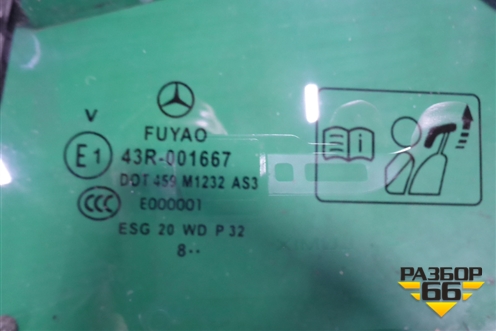 V
FUYAO
E1 43R-001667
DOT 459 M1232 AS3
CCC E000001
ESG 20 WD P 32
8--
i
РАЗБОР
66